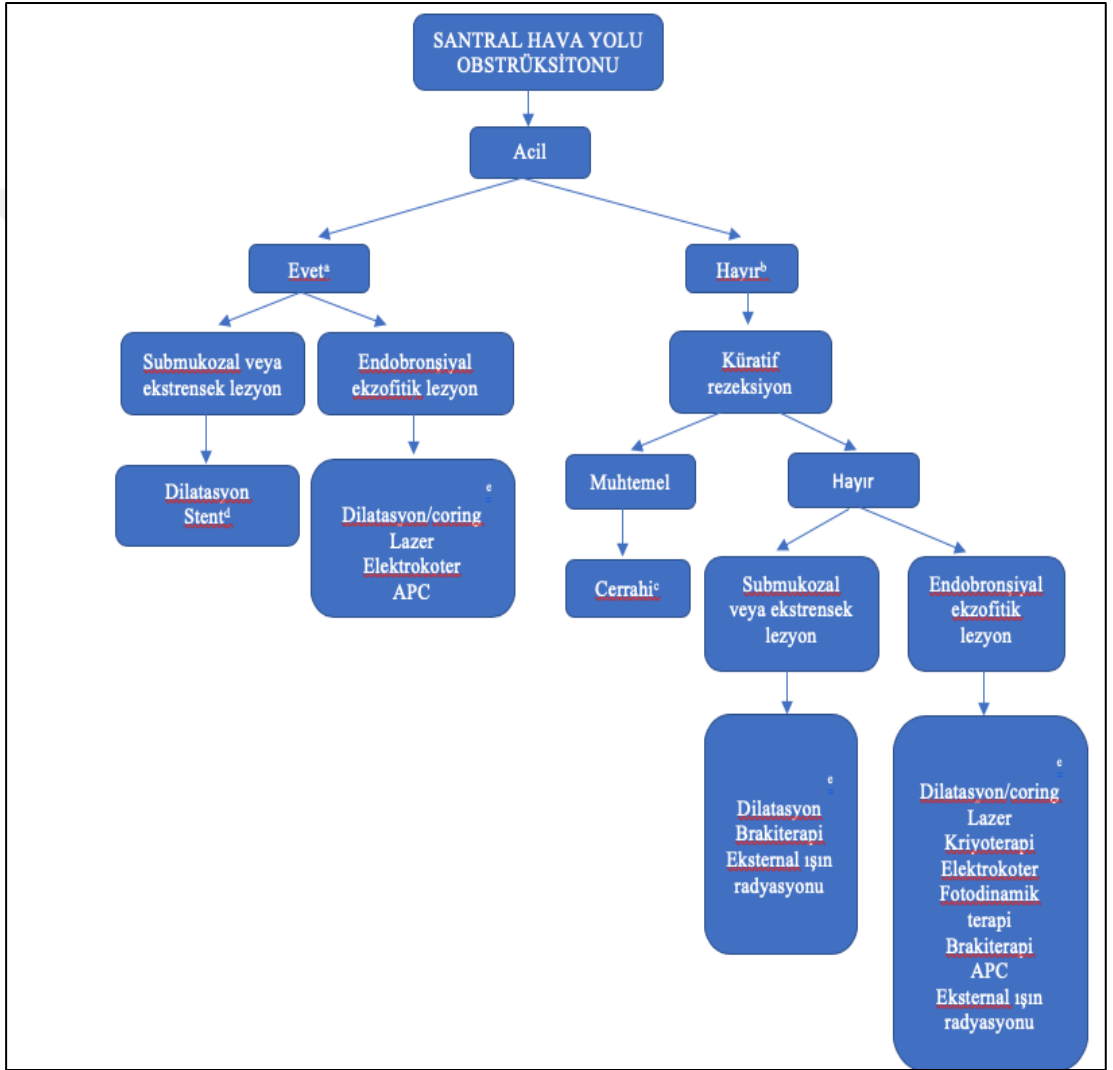 SANTRAL HAVA YOLU
OBSTRÜKSİTONU
Acil
Evetᵃ
Hayırᵇ
Submukozal veya
ekstrensek lezyon
Endobronşiyal
ekzofitik lezyon
Küratif
rezeksiyon
Dilatasyon
Stentᵈ
e
Dilatasyon/coring
Lazer
Elektrokoter
APC
Muhtemel
Hayır
Cerrahiᶜ
Submukozal
veya ekstrensek
lezyon
Endobronşiyal
ekzofitik
lezyon
e
Dilatasyon
Brakiterapi
Eksternal ışın
radyasyonu
e
Dilatasyon/coring
Lazer
Kriyoterapi
Elektrokoter
Fotodinamik
terapi
Brakiterapi
APC
Eksternal ışın
radyasyonu